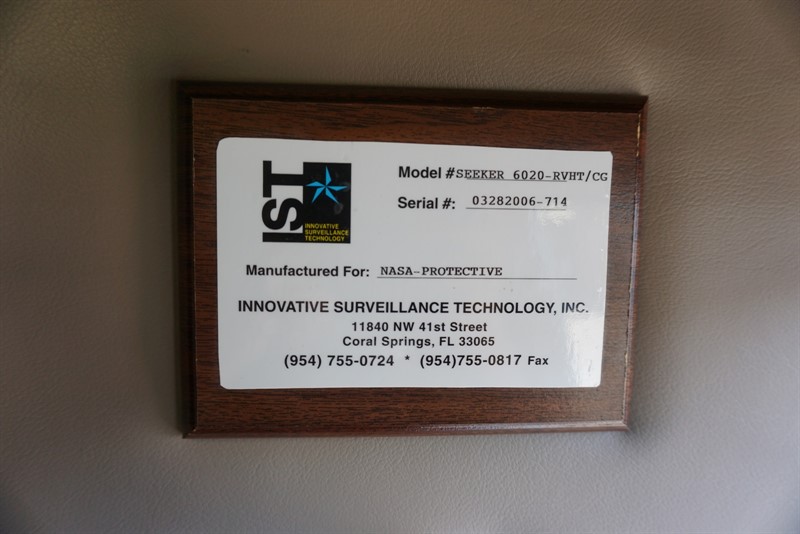 IST
INNOVATIVE
SURVEILLANCE
TECHNOLOGY
Model #SEEKER 6020-RVHT/CG
Serial #: 03282006-714
Manufactured For: NASA-PROTECTIVE
INNOVATIVE SURVEILLANCE TECHNOLOGY, INC.
11840 NW 41st Street
Coral Springs, FL 33065
(954) 755-0724 * (954)755-0817 Fax